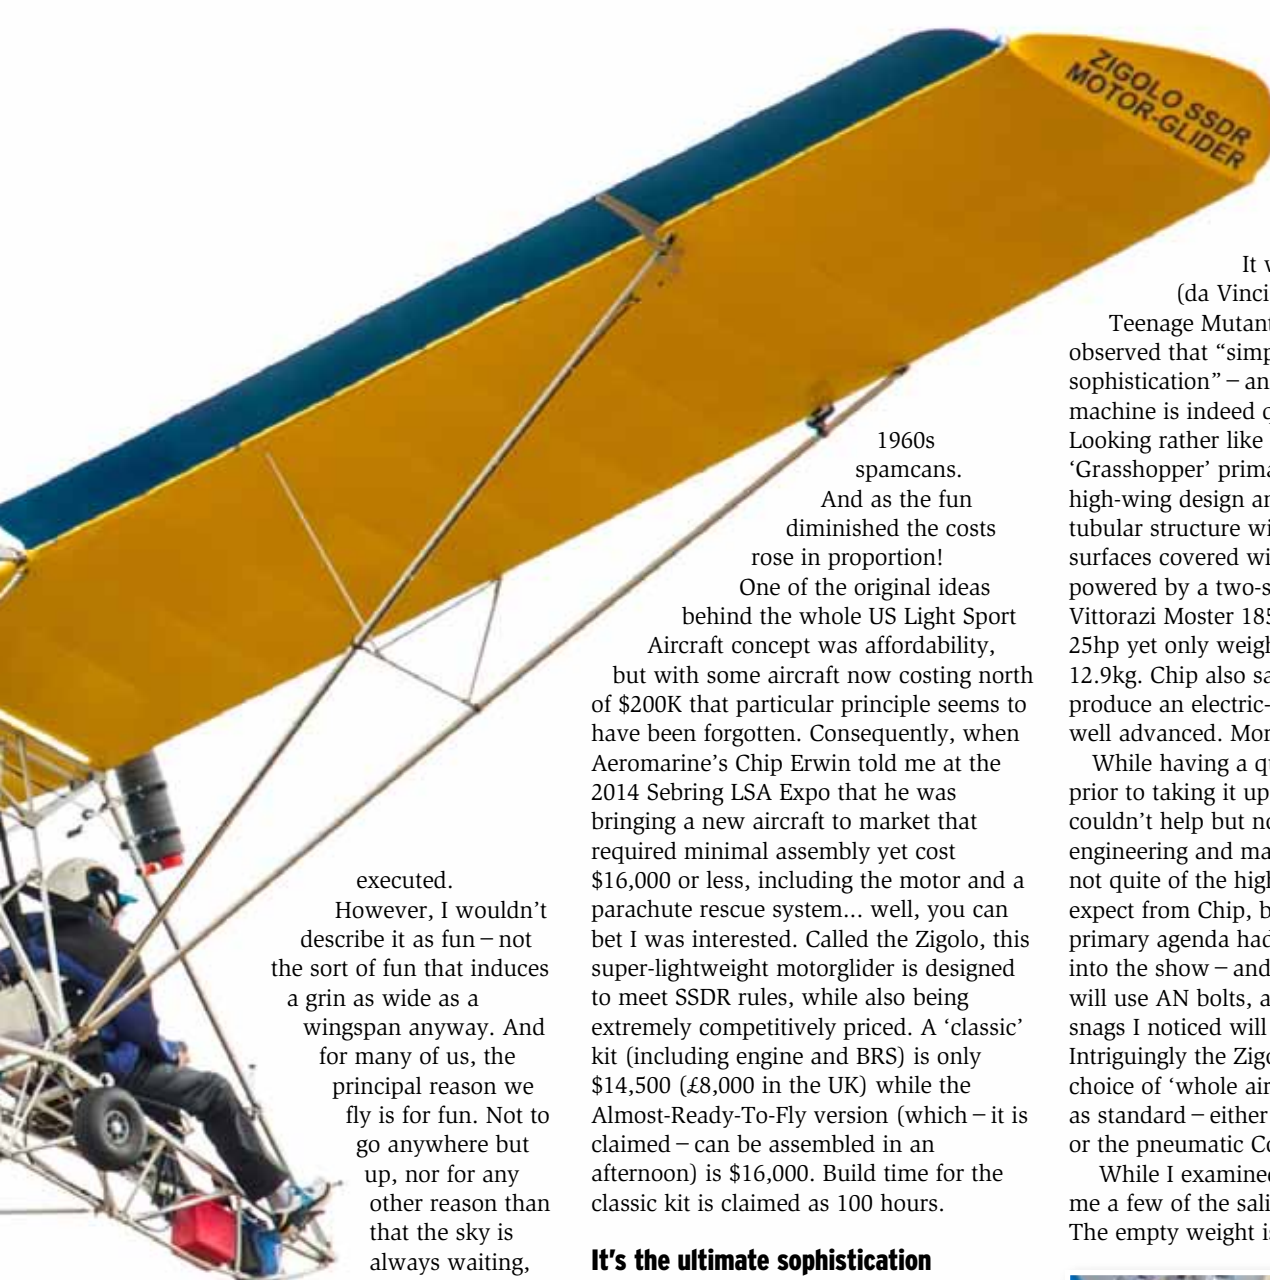 ZIGOLO SSDR
MOTOR-GLIDER
executed.
However, I wouldn't
describe it as fun – not
the sort of fun that induces
a grin as wide as a
wingspan anyway. And
for many of us, the
principal reason we
fly is for fun. Not to
go anywhere but
up, nor for any
other reason than
that the sky is
always waiting,
1960s
spamcans.
And as the fun
diminished the costs
rose in proportion!
One of the original ideas
behind the whole US Light Sport
Aircraft concept was affordability,
but with some aircraft now costing north
of $200K that particular principle seems to
have been forgotten. Consequently, when
Aeromarine's Chip Erwin told me at the
2014 Sebring LSA Expo that he was
bringing a new aircraft to market that
required minimal assembly yet cost
$16,000 or less, including the motor and a
parachute rescue system… well, you can
bet I was interested. Called the Zigolo, this
super-lightweight motorglider is designed
to meet SSDR rules, while also being
extremely competitively priced. A 'classic'
kit (including engine and BRS) is only
$14,500 (£8,000 in the UK) while the
Almost-Ready-To-Fly version (which – it is
claimed – can be assembled in an
afternoon) is $16,000. Build time for the
classic kit is claimed as 100 hours.
It's the ultimate sophistication
It
(da Vinci
Teenage Mutant
observed that "simp
sophistication" – an
machine is indeed
Looking rather like
'Grasshopper' prima
high-wing design an
tubular structure wi
surfaces covered wi
powered by a two-s
Vittorazi Moster 185
25hp yet only weigh
12.9kg. Chip also sa
produce an electric-
well advanced. Mor
While having a qu
prior to taking it up
couldn't help but no
engineering and ma
not quite of the high
expect from Chip, b
primary agenda had
into the show – and
will use AN bolts, a
snags I noticed will
Intriguingly the Zigo
choice of 'whole air
as standard – either
or the pneumatic Co
While I examined
me a few of the sali
The empty weight is